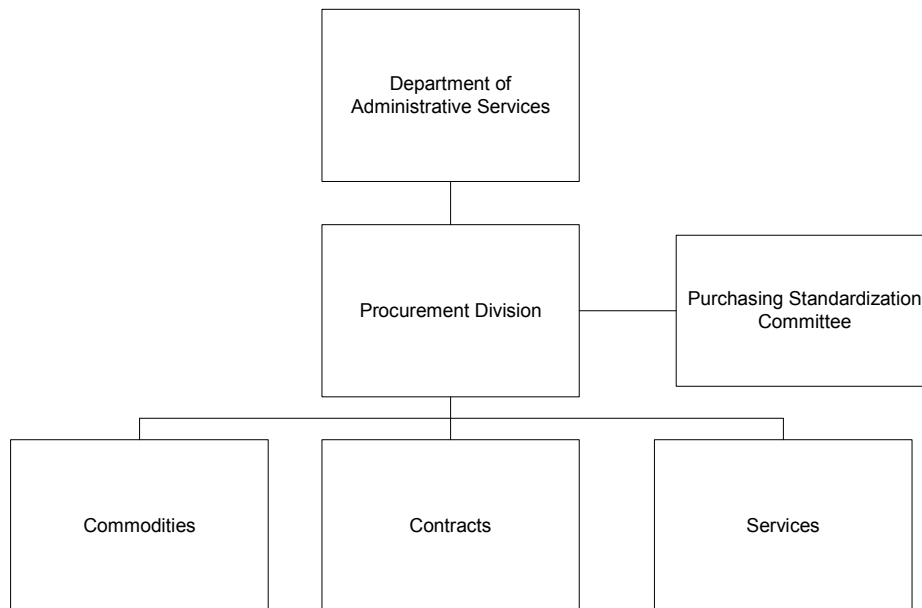 Department of
Administrative Services
Procurement Division
Purchasing Standardization
Committee
Commodities
Contracts
Services